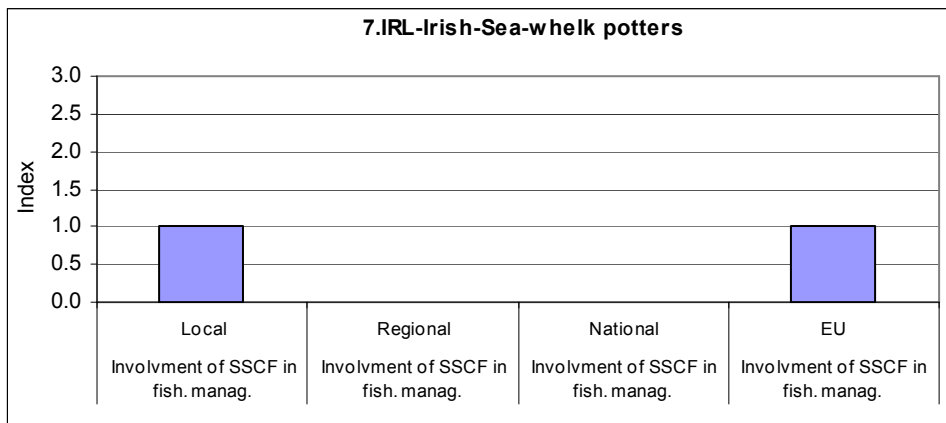 7.IRL-Irish-Sea-whelk potters
3.0
2.5
2.0
1.5
1.0
0.5
0.0
Index
Local
Regional
National
EU
Involvment of SSCF in
fish. manag.
Involvment of SSCF in
fish. manag.
Involvment of SSCF in
fish. manag.
Involvment of SSCF in
fish. manag.